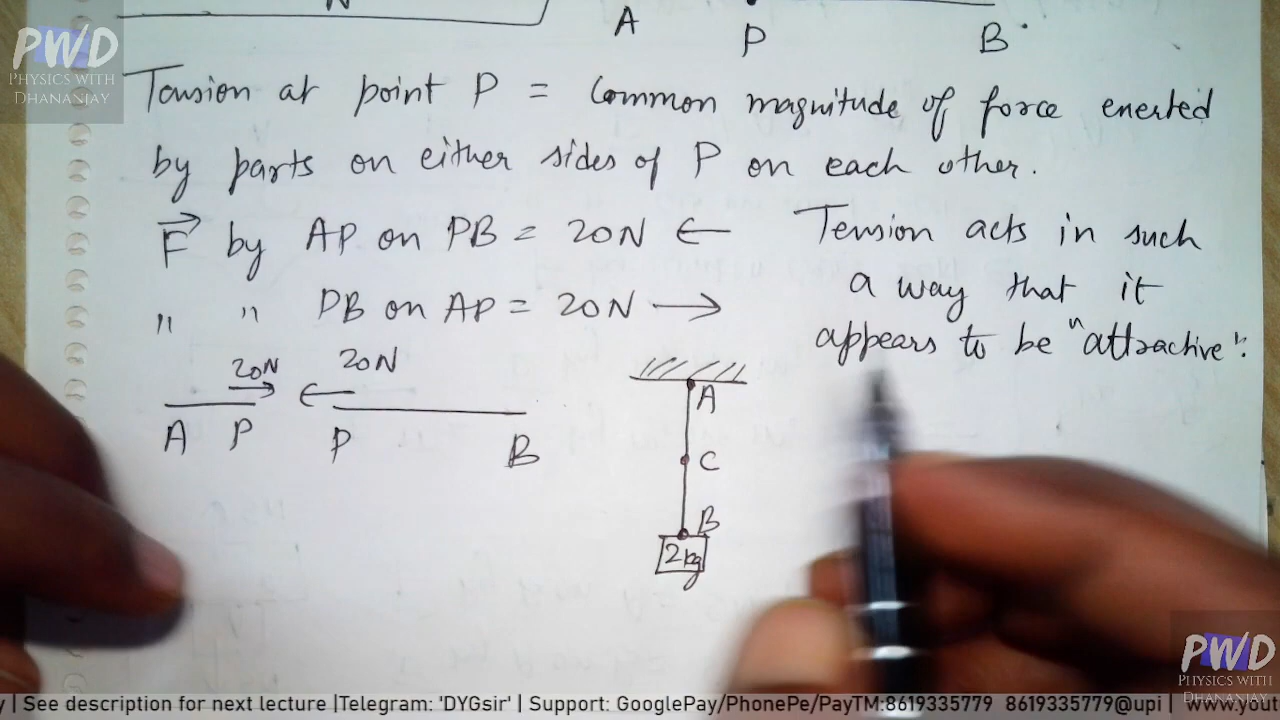 A P B
PWD
PHYSICS WITH
DHANANJAY
Tension at point P = Common magnitude of force enerted
by parts on either sides of P on each other.
F by AP on PB = 20N ←
" " PB on AP = 20N →
Tension acts in such
a way that it
appears to be "attractive".
20N 20N
A P P B
A
C
B
2kg
PWD
PHYSICS WITH
DHANANJAY
/ | See description for next lecture |Telegram: 'DYGsir' | Support: GooglePay/PhonePe/PayTM:8619335779 8619335779@upi | www.yout